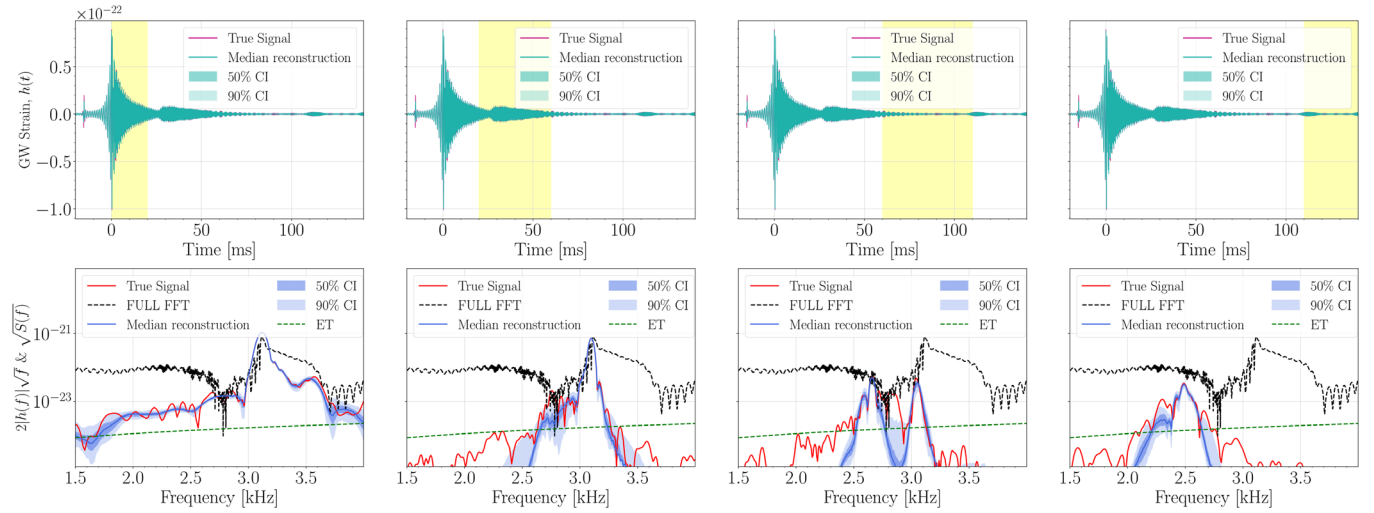 ×10⁻²²
GW Strain, h(t)
0.5
0.0
−0.5
−1.0
True Signal
Median reconstruction
50% CI
90% CI
0 50 100
Time [ms]
True Signal
Median reconstruction
50% CI
90% CI
0 50 100
Time [ms]
True Signal
Median reconstruction
50% CI
90% CI
0 50 100
Time [ms]
True Signal
Median reconstruction
50% CI
90% CI
0 50 100
Time [ms]
2|h̃(f)|√f & √S(f)
10⁻²¹
10⁻²³
True Signal 50% CI
FULL FFT 90% CI
Median reconstruction ET
1.5 2.0 2.5 3.0 3.5
Frequency [kHz]
True Signal 50% CI
FULL FFT 90% CI
Median reconstruction ET
1.5 2.0 2.5 3.0 3.5
Frequency [kHz]
True Signal 50% CI
FULL FFT 90% CI
Median reconstruction ET
1.5 2.0 2.5 3.0 3.5
Frequency [kHz]
True Signal 50% CI
FULL FFT 90% CI
Median reconstruction ET
1.5 2.0 2.5 3.0 3.5
Frequency [kHz]